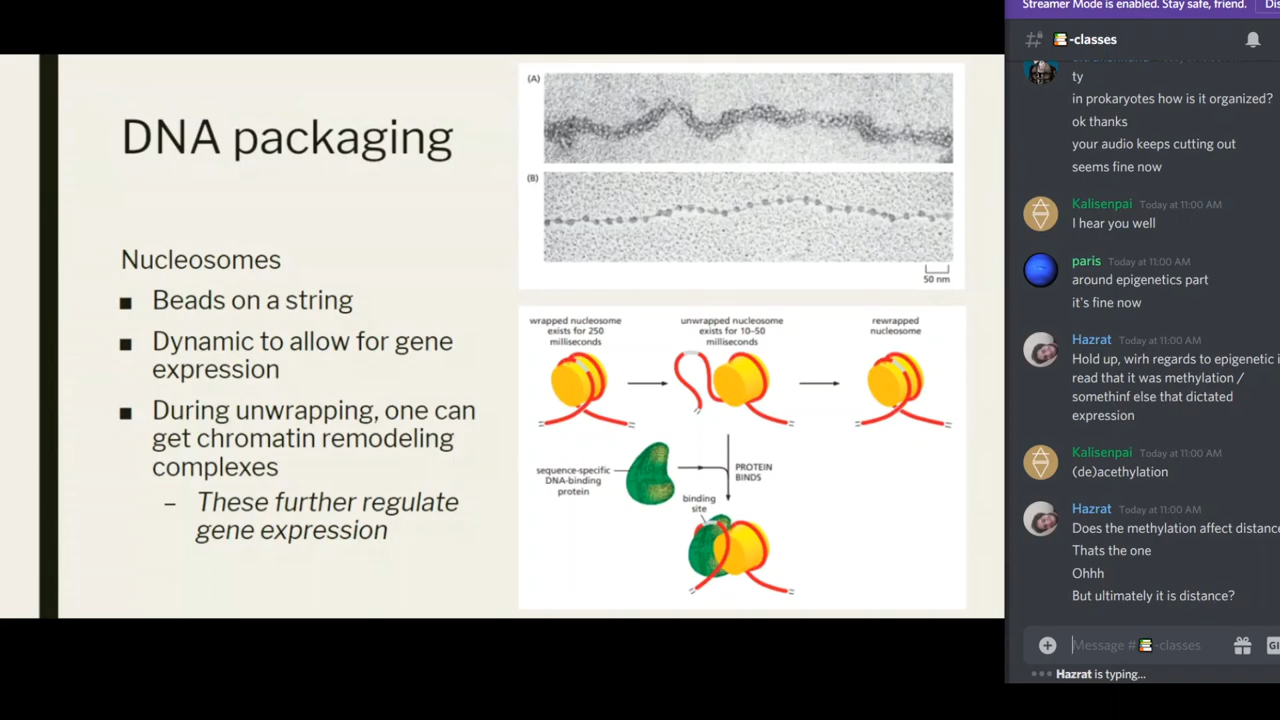 DNA packaging
Nucleosomes
■ Beads on a string
■ Dynamic to allow for gene
expression
■ During unwrapping, one can
get chromatin remodeling
complexes
– These further regulate
gene expression
(A)
(B)
50 nm
wrapped nucleosome
exists for 250
milliseconds
unwrapped nucleosome
exists for 10–50
milliseconds
rewrapped
nucleosome
sequence-specific
DNA-binding
protein
PROTEIN
BINDS
binding
site
Streamer Mode is enabled. Stay safe, friend. Dis
-classes
ty
in prokaryotes how is it organized?
ok thanks
your audio keeps cutting out
seems fine now
Kalisenpai Today at 11:00 AM
I hear you well
paris Today at 11:00 AM
around epigenetics part
it's fine now
Hazrat Today at 11:00 AM
Hold up, wirh regards to epigenetic i
read that it was methylation /
somethinf else that dictated
expression
Kalisenpai Today at 11:00 AM
(de)acethylation
Hazrat Today at 11:00 AM
Does the methylation affect distance
Thats the one
Ohhh
But ultimately it is distance?
Message # -classes
GI
Hazrat is typing...